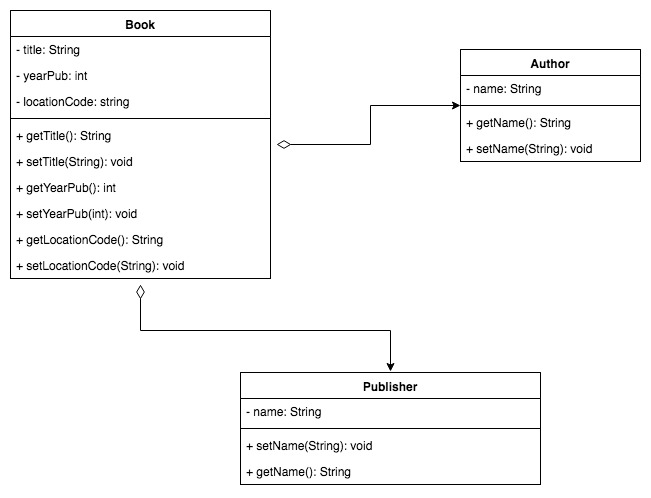 Book
- title: String
- yearPub: int
- locationCode: string
+ getTitle(): String
+ setTitle(String): void
+ getYearPub(): int
+ setYearPub(int): void
+ getLocationCode(): String
+ setLocationCode(String): void
Author
- name: String
+ getName(): String
+ setName(String): void
Publisher
- name: String
+ setName(String): void
+ getName(): String